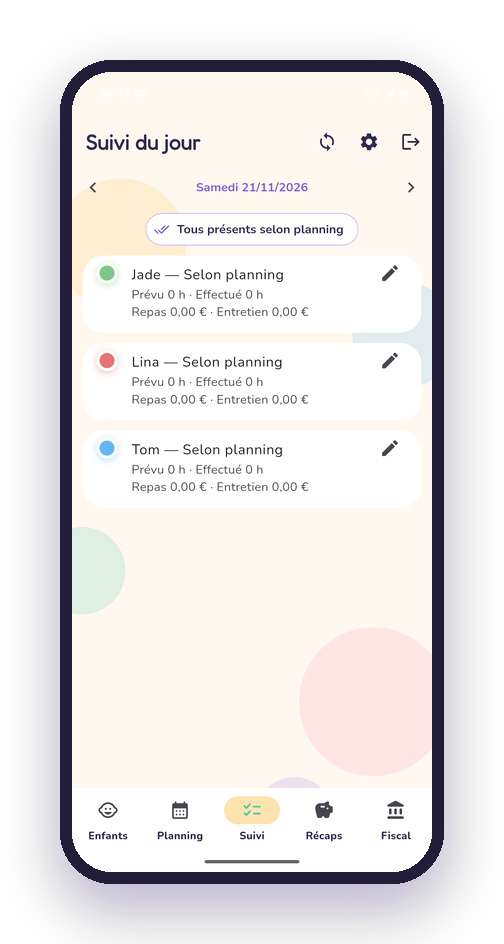 Suivi du jour
Samedi 21/11/2026
Tous présents selon planning
Jade — Selon planning
Prévu 0 h · Effectué 0 h
Repas 0,00 € · Entretien 0,00 €
Lina — Selon planning
Prévu 0 h · Effectué 0 h
Repas 0,00 € · Entretien 0,00 €
Tom — Selon planning
Prévu 0 h · Effectué 0 h
Repas 0,00 € · Entretien 0,00 €
Enfants Planning Suivi Récaps Fiscal